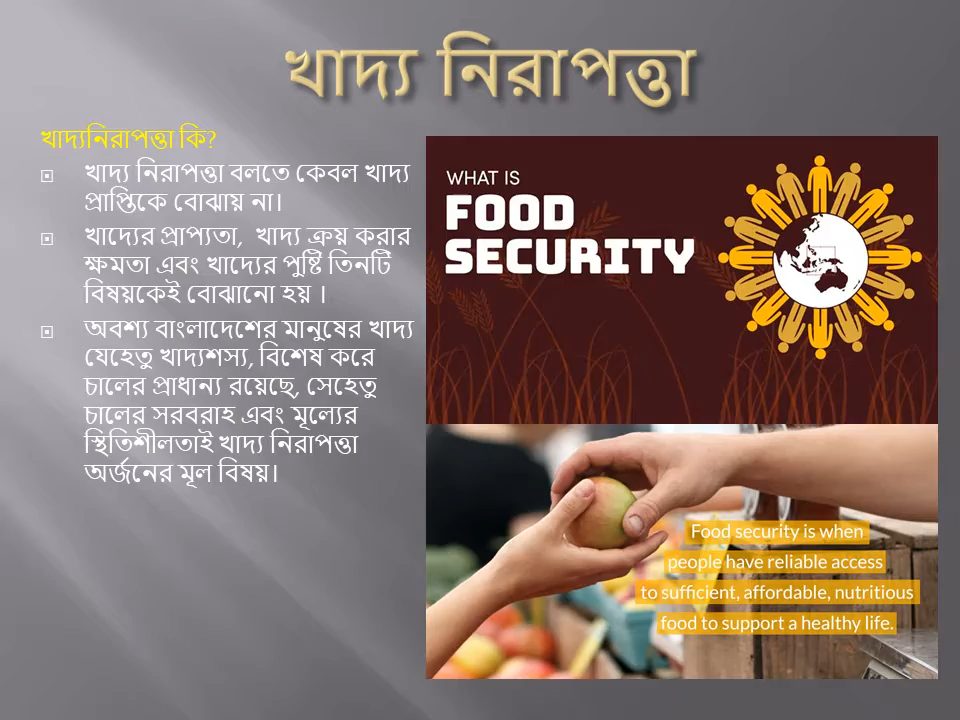 খাদ্য নিরাপত্তা
খাদ্যনিরাপত্তা কি?
খাদ্য নিরাপত্তা বলতে কেবল খাদ্য
প্রাপ্তিকে বোঝায় না।
খাদ্যের প্রাপ্যতা, খাদ্য ক্রয় করার
ক্ষমতা এবং খাদ্যের পুষ্টি তিনটি
বিষয়কেই বোঝানো হয় ।
অবশ্য বাংলাদেশের মানুষের খাদ্য
যেহেতু খাদ্যশস্য, বিশেষ করে
চালের প্রাধান্য রয়েছে, সেহেতু
চালের সরবরাহ এবং মূল্যের
স্থিতিশীলতাই খাদ্য নিরাপত্তা
অর্জনের মূল বিষয়।
WHAT IS
FOOD
SECURITY
Food security is when
people have reliable access
to sufficient, affordable, nutritious
food to support a healthy life.